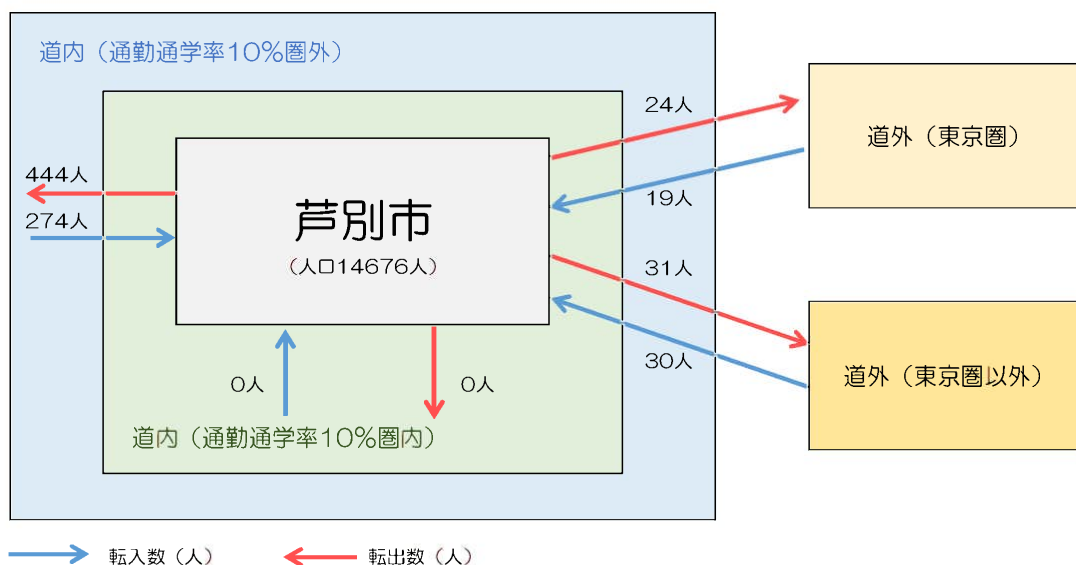 道内（通勤通学率10％圏外）
24人
道外（東京圏）
444人
19人
274人
芦別市
（人口14676人）
31人
30人
道外（東京圏以外）
0人
0人
道内（通勤通学率10％圏内）
転入数（人）
転出数（人）